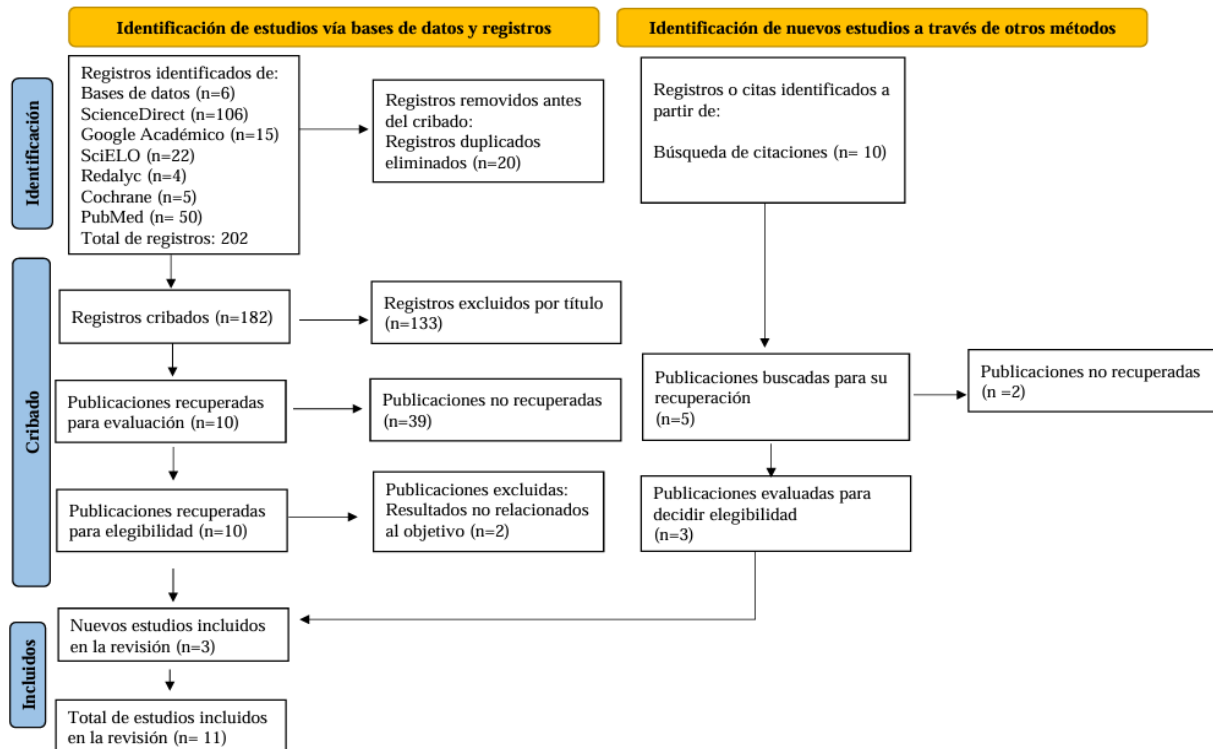 Identificación de estudios vía bases de datos y registros
Identificación de nuevos estudios a través de otros métodos
Identificación
Registros identificados de:
Bases de datos (n=6)
ScienceDirect (n=106)
Google Académico (n=15)
SciELO (n=22)
Redalyc (n=4)
Cochrane (n=5)
PubMed (n= 50)
Total de registros: 202
Registros removidos antes
del cribado:
Registros duplicados
eliminados (n=20)
Registros o citas identificados a
partir de:
Búsqueda de citaciones (n= 10)
Cribado
Registros cribados (n=182)
Registros excluidos por título
(n=133)
Publicaciones recuperadas
para evaluación (n=10)
Publicaciones no recuperadas
(n=39)
Publicaciones buscadas para su
recuperación
(n=5)
Publicaciones no recuperadas
(n =2)
Publicaciones recuperadas
para elegibilidad (n=10)
Publicaciones excluidas:
Resultados no relacionados
al objetivo (n=2)
Publicaciones evaluadas para
decidir elegibilidad
(n=3)
Incluidos
Nuevos estudios incluidos
en la revisión (n=3)
Total de estudios incluidos
en la revisión (n= 11)